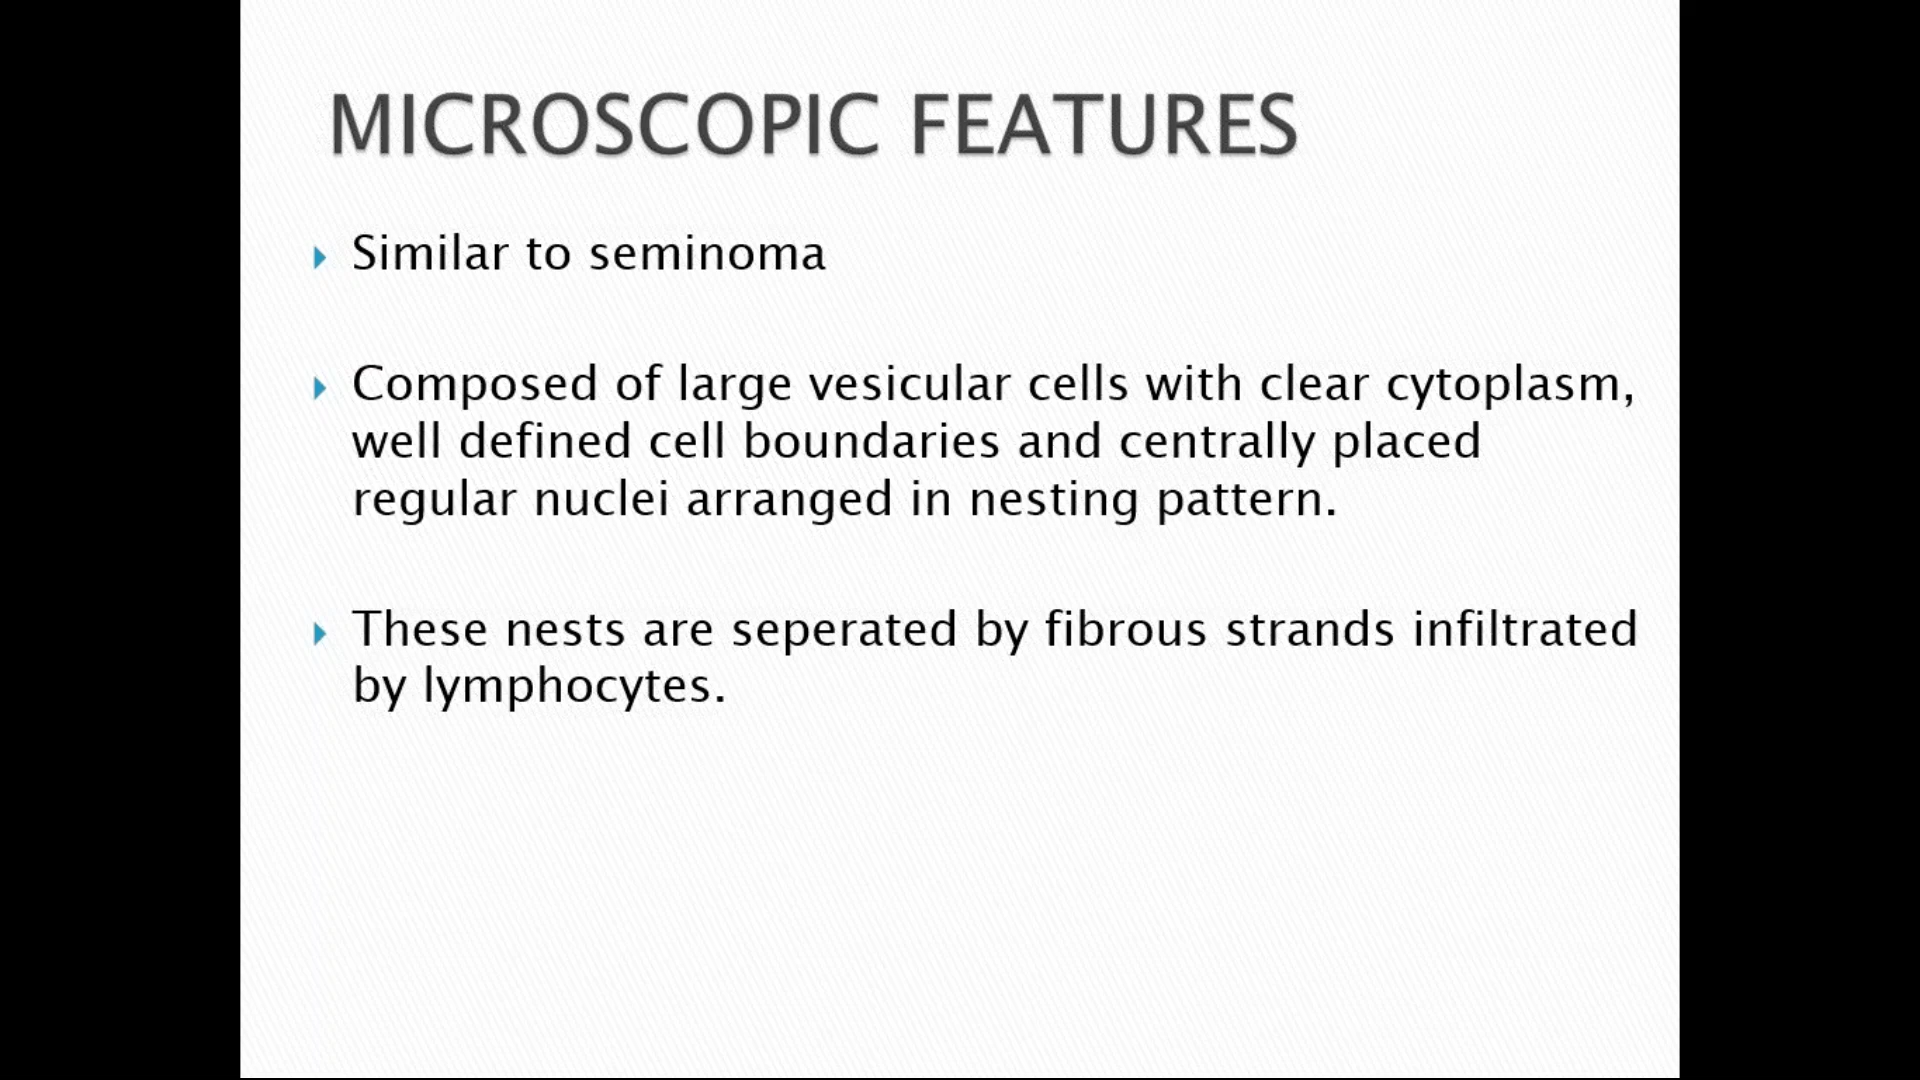 MICROSCOPIC FEATURES
Similar to seminoma
Composed of large vesicular cells with clear cytoplasm,
well defined cell boundaries and centrally placed
regular nuclei arranged in nesting pattern.
These nests are seperated by fibrous strands infiltrated
by lymphocytes.